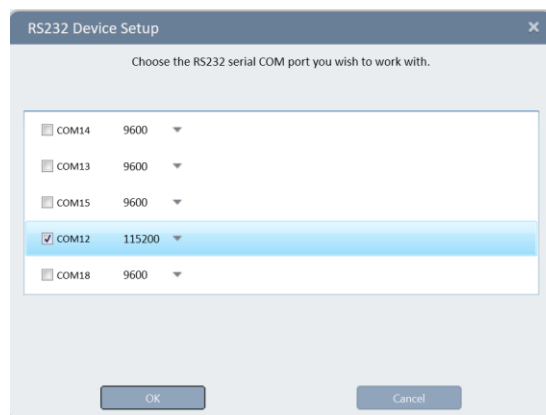 RS232 Device Setup
Choose the RS232 serial COM port you wish to work with.
COM14 9600
COM13 9600
COM15 9600
COM12 115200
COM18 9600
OK Cancel